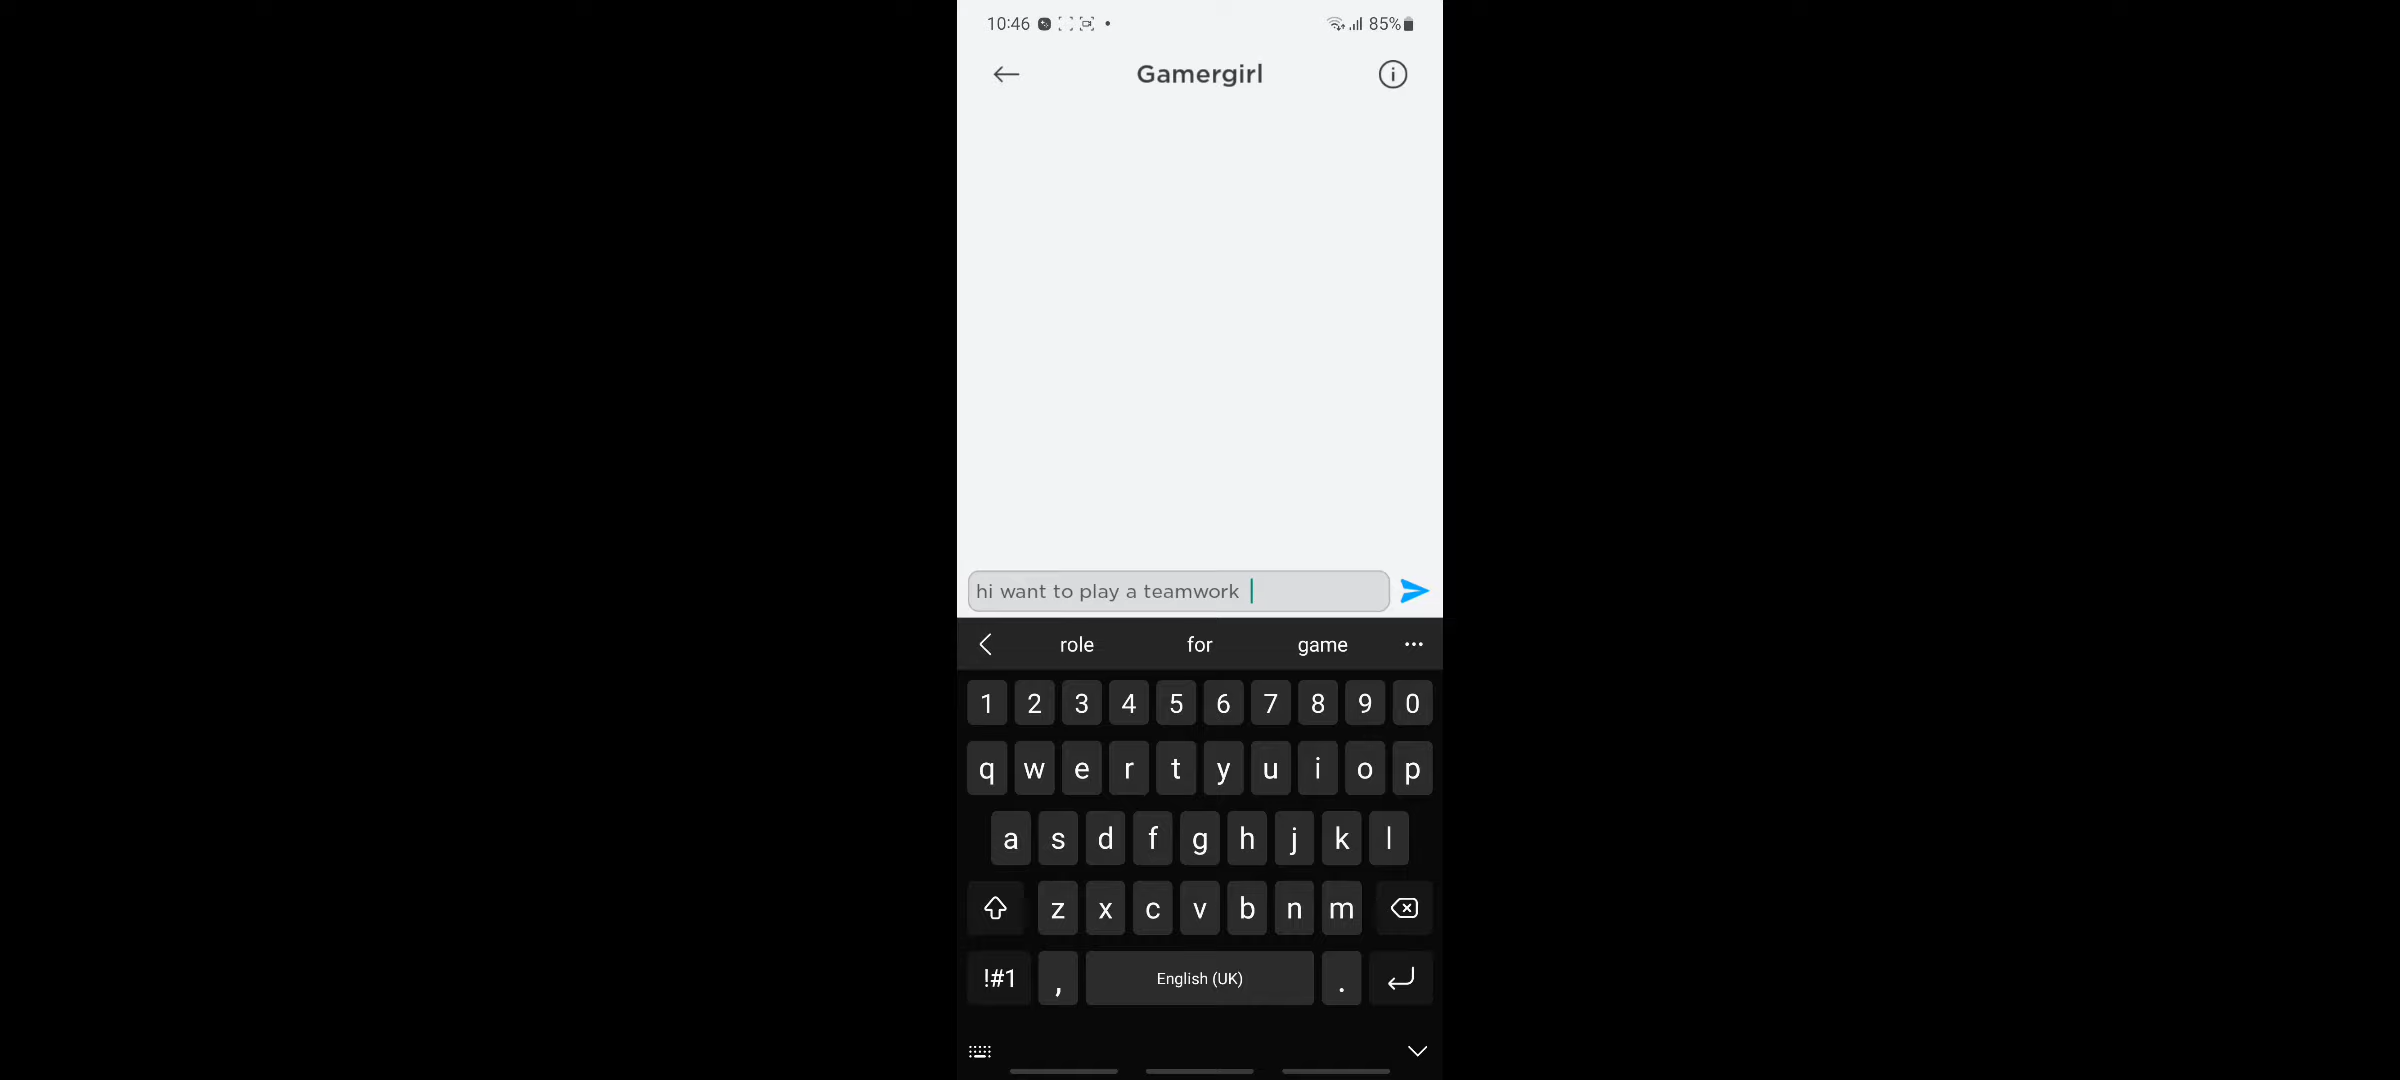 10:46
85%
Gamergirl
hi want to play a teamwork
role for game
1 2 3 4 5 6 7 8 9 0
q w e r t y u i o p
a s d f g h j k l
z x c v b n m
!#1 , English (UK) .